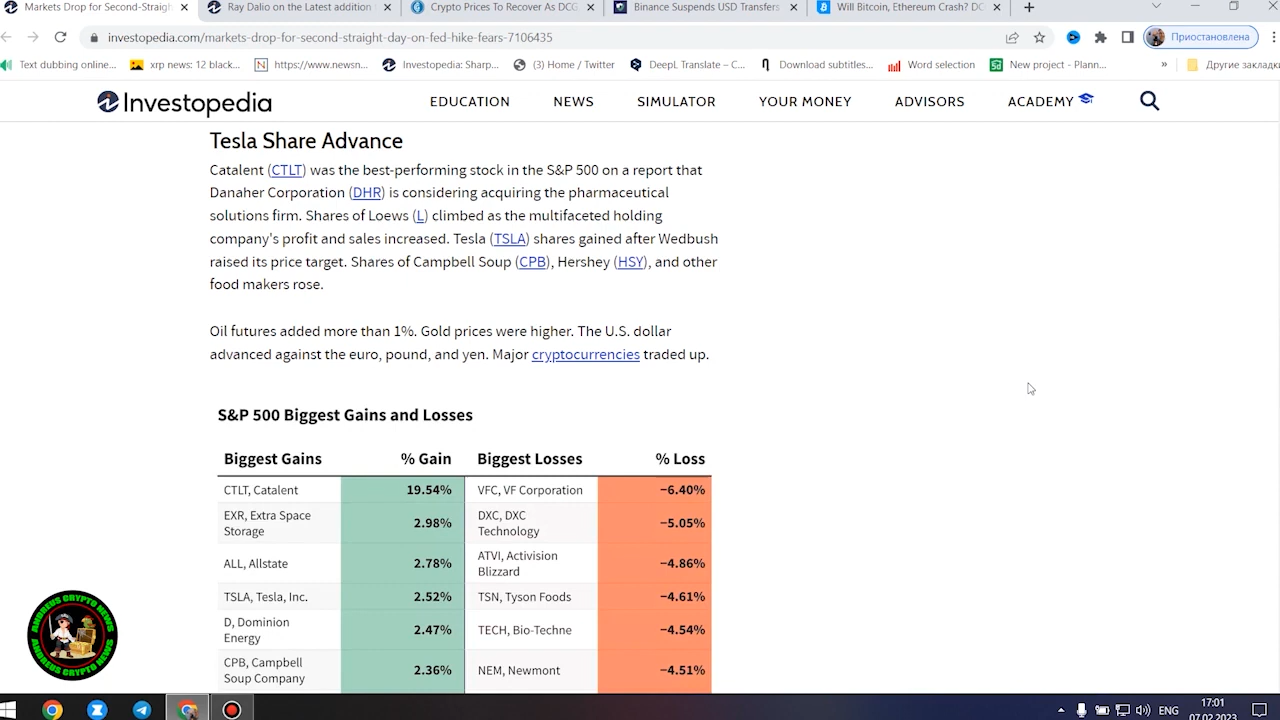 Markets Drop for Second-Straigh
Ray Dalio on the Latest addition
Crypto Prices To Recover As DCG
Binance Suspends USD Transfers
Will Bitcoin, Ethereum Crash? DC
investopedia.com/markets-drop-for-second-straight-day-on-fed-hike-fears-7106435
Приостановлена
Text dubbing online...
xrp news: 12 black...
https://www.newsn...
Investopedia: Sharp...
(3) Home / Twitter
DeepL Translate – C...
Download subtitles...
Word selection
New project - Plann...
»
Другие закладки
Investopedia
EDUCATION
NEWS
SIMULATOR
YOUR MONEY
ADVISORS
ACADEMY
Tesla Share Advance
Catalent (CTLT) was the best-performing stock in the S&P 500 on a report that
Danaher Corporation (DHR) is considering acquiring the pharmaceutical
solutions firm. Shares of Loews (L) climbed as the multifaceted holding
company's profit and sales increased. Tesla (TSLA) shares gained after Wedbush
raised its price target. Shares of Campbell Soup (CPB), Hershey (HSY), and other
food makers rose.
Oil futures added more than 1%. Gold prices were higher. The U.S. dollar
advanced against the euro, pound, and yen. Major cryptocurrencies traded up.
S&P 500 Biggest Gains and Losses
Biggest Gains % Gain Biggest Losses % Loss
CTLT, Catalent 19.54% VFC, VF Corporation −6.40%
EXR, Extra Space
Storage
2.98%
DXC, DXC
Technology
−5.05%
ALL, Allstate 2.78%
ATVI, Activision
Blizzard
−4.86%
TSLA, Tesla, Inc. 2.52% TSN, Tyson Foods −4.61%
D, Dominion
Energy
2.47% TECH, Bio-Techne −4.54%
CPB, Campbell
Soup Company
2.36% NEM, Newmont −4.51%
ANDREUS CRYPTO NEWS
ANDREUS CRYPTO NEWS
ENG
17:01
07.02.2023